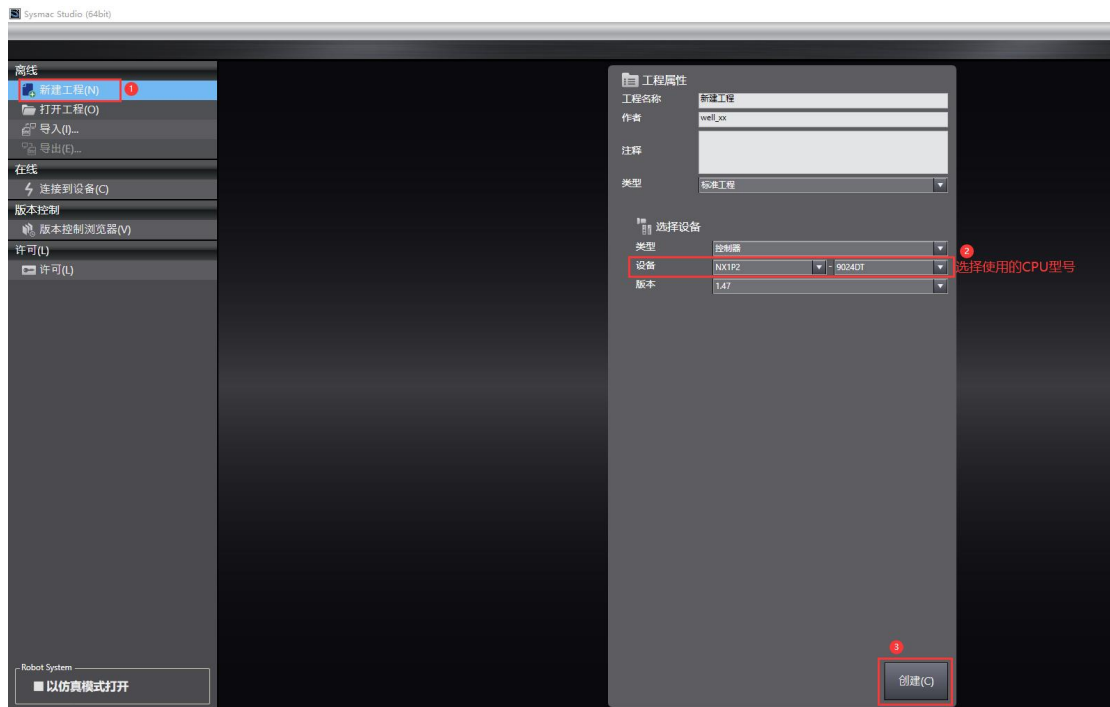 Sysmac Studio (64bit)
离线
新建工程(N)
1
打开工程(O)
导入(I)...
导出(E)...
在线
连接到设备(C)
版本控制
版本控制浏览器(V)
许可(L)
许可(L)
Robot System
以仿真模式打开
工程属性
工程名称 新建工程
作者 well_xx
注释
类型 标准工程
选择设备
类型 控制器
2
设备 NX1P2 - 9024DT 选择使用的CPU型号
版本 1.47
3
创建(C)